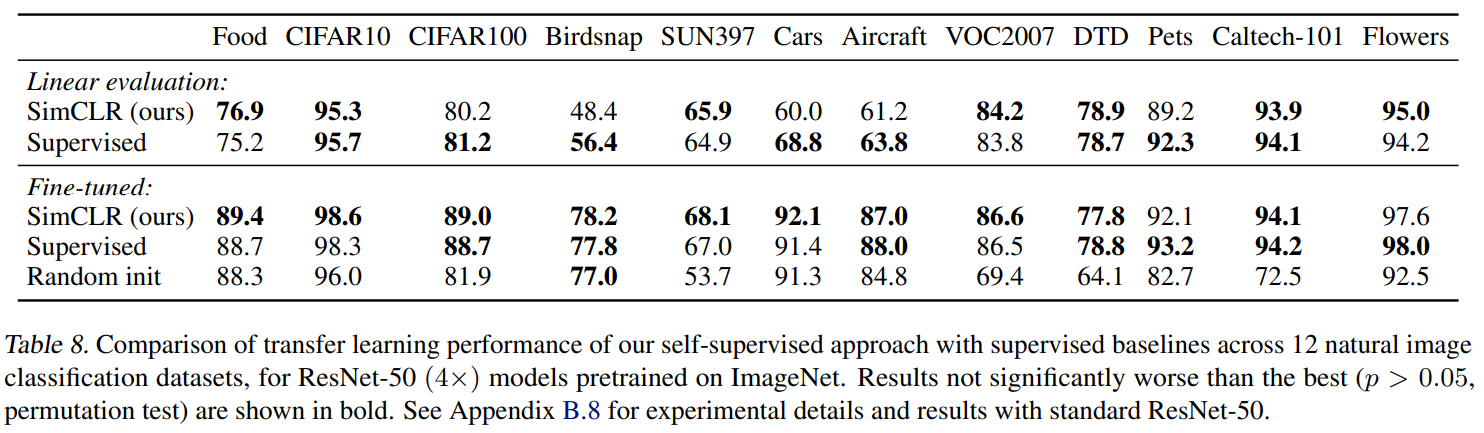 Food CIFAR10 CIFAR100 Birdsnap SUN397 Cars Aircraft VOC2007 DTD Pets Caltech-101 Flowers
Linear evaluation:
SimCLR (ours) 76.9 95.3 80.2 48.4 65.9 60.0 61.2 84.2 78.9 89.2 93.9 95.0
Supervised 75.2 95.7 81.2 56.4 64.9 68.8 63.8 83.8 78.7 92.3 94.1 94.2
Fine-tuned:
SimCLR (ours) 89.4 98.6 89.0 78.2 68.1 92.1 87.0 86.6 77.8 92.1 94.1 97.6
Supervised 88.7 98.3 88.7 77.8 67.0 91.4 88.0 86.5 78.8 93.2 94.2 98.0
Random init 88.3 96.0 81.9 77.0 53.7 91.3 84.8 69.4 64.1 82.7 72.5 92.5
Table 8. Comparison of transfer learning performance of our self-supervised approach with supervised baselines across 12 natural image
classification datasets, for ResNet-50 (4×) models pretrained on ImageNet. Results not significantly worse than the best (p > 0.05,
permutation test) are shown in bold. See Appendix B.8 for experimental details and results with standard ResNet-50.